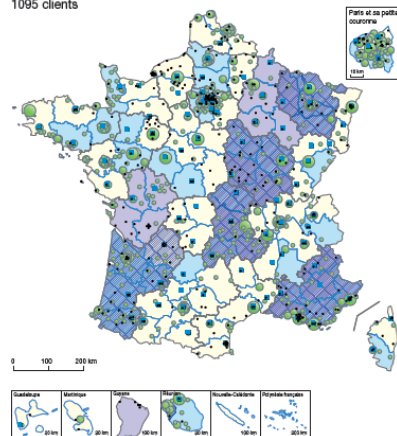 1095 clients
Paris et sa petite
couronne
10 km
0 100 200 km
Guadeloupe
25 km
Martinique
20 km
Guyane
100 km
Réunion
20 km
Nouvelle-Calédonie
100 km
Polynésie française
200 km